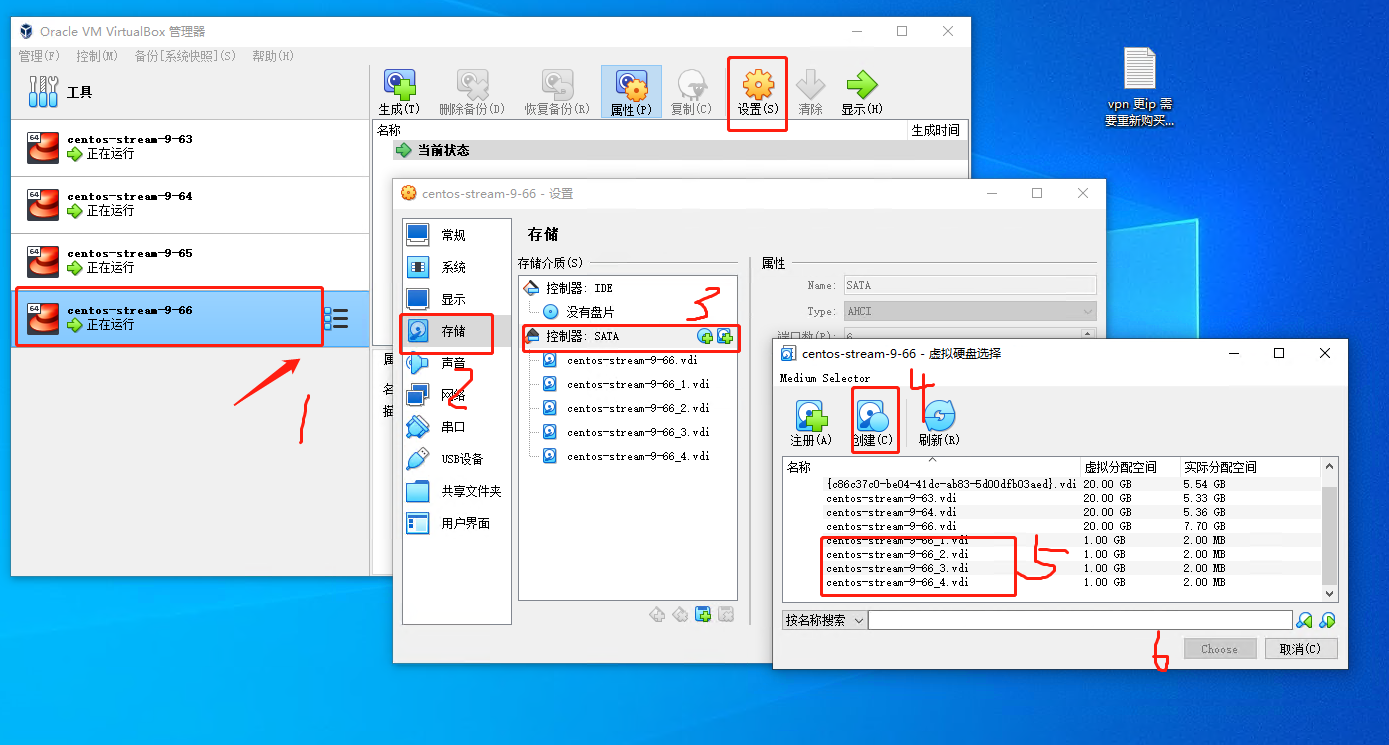 Oracle VM VirtualBox 管理器
管理(F) 控制(M) 备份[系统快照](S) 帮助(H)
工具
生成(T) 删除备份(D) 恢复备份(R) 属性(P) 复制(C) 设置(S) 清除 显示(H)
名称 生成时间
当前状态
64 centos-stream-9-63
正在运行
64 centos-stream-9-64
正在运行
64 centos-stream-9-65
正在运行
64 centos-stream-9-66
正在运行
1
属
名
描
vpn 更ip 需
要重新购买...
centos-stream-9-66 - 设置
常规
系统
显示
存储
声音
网络
串口
USB设备
共享文件夹
用户界面
2
存储
存储介质(S)
控制器: IDE
没有盘片
3
控制器: SATA
centos-stream-9-66.vdi
centos-stream-9-66_1.vdi
centos-stream-9-66_2.vdi
centos-stream-9-66_3.vdi
centos-stream-9-66_4.vdi
属性
Name: SATA
Type: AHCI
端口数(P): 6
centos-stream-9-66 - 虚拟硬盘选择
Medium Selector
4
注册(A) 创建(C) 刷新(R)
名称 虚拟分配空间 实际分配空间
{c86c37c0-be04-41dc-ab83-5d00dfb03aed}.vdi 20.00 GB 5.54 GB
centos-stream-9-63.vdi 20.00 GB 5.33 GB
centos-stream-9-64.vdi 20.00 GB 5.36 GB
centos-stream-9-66.vdi 20.00 GB 7.70 GB
centos-stream-9-66_1.vdi 1.00 GB 2.00 MB
centos-stream-9-66_2.vdi 1.00 GB 2.00 MB
centos-stream-9-66_3.vdi 1.00 GB 2.00 MB
centos-stream-9-66_4.vdi 1.00 GB 2.00 MB
5
按名称搜索
6
Choose 取消(C)